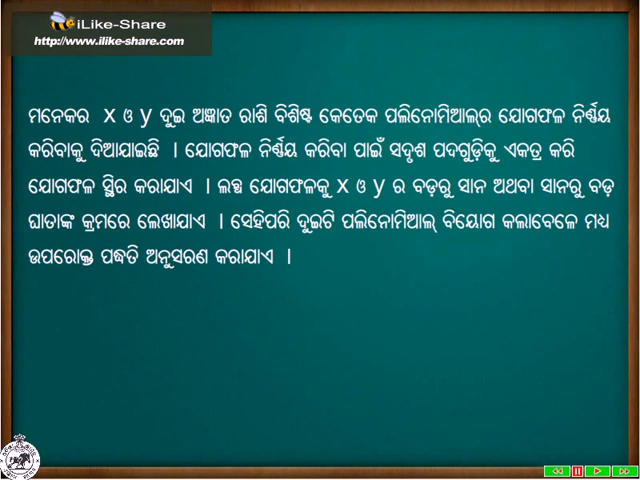 iLike-Share
http://www.ilike-share.com
ମନେକର x ଓ y ଦୁଇ ଅଜ୍ଞାତ ରାଶି ବିଶିଷ୍ଟ କେତେକ ପଲିନୋମିଆଲ୍‌ର ଯୋଗଫଳ ନିର୍ଣ୍ଣୟ
କରିବାକୁ ଦିଆଯାଇଛି । ଯୋଗଫଳ ନିର୍ଣ୍ଣୟ କରିବା ପାଇଁ ସଦୃଶ ପଦଗୁଡ଼ିକୁ ଏକତ୍ର କରି
ଯୋଗଫଳ ସ୍ଥିର କରାଯାଏ । ଲବ୍ଧ ଯୋଗଫଳକୁ x ଓ y ର ବଡ଼ରୁ ସାନ ଅଥବା ସାନରୁ ବଡ଼
ଘାତାଙ୍କ କ୍ରମରେ ଲେଖାଯାଏ । ସେହିପରି ଦୁଇଟି ପଲିନୋମିଆଲ୍ ବିୟୋଗ କଲାବେଳେ ମଧ୍ୟ
ଉପରୋକ୍ତ ପଦ୍ଧତି ଅନୁସରଣ କରାଯାଏ ।